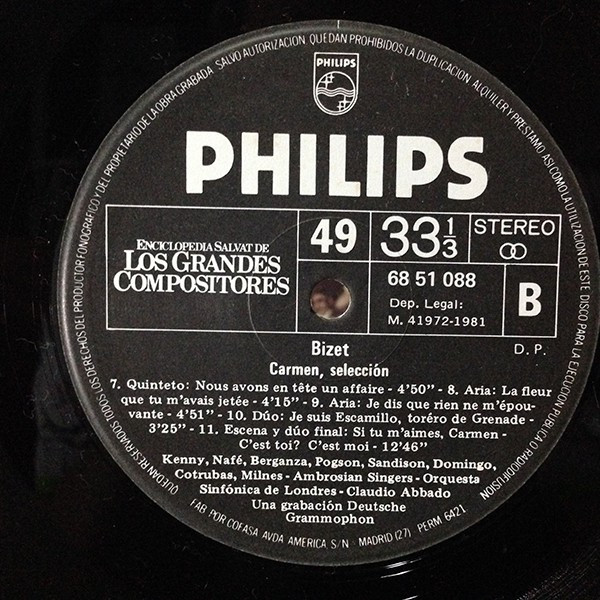 QUEDAN RESERVADOS TODOS LOS DERECHOS DEL PRODUCTOR FONOGRAFICO Y DEL PROPIETARIO DE LA OBRA GRABADA. SALVO AUTORIZACION QUEDAN PROHIBIDOS LA DUPLICACION, ALQUILER Y PRESTAMO, ASI COMO LA UTILIZACION DE ESTE DISCO PARA LA EJECUCION PUBLICA O RADIODIFUSION
PHILIPS
PHILIPS
ENCICLOPEDIA SALVAT DE
LOS GRANDES
COMPOSITORES
49
33 1/3
STEREO
68 51 088
Dep. Legal:
M. 41972-1981
B
Bizet
D. P.
Carmen, selección
7. Quinteto: Nous avons en tête un affaire - 4'50" - 8. Aria: La fleur
que tu m'avais jetée - 4'15" - 9. Aria: Je dis que rien ne m'épou-
vante - 4'51" - 10. Dúo: Je suis Escamillo, toréro de Grenade -
3'25" - 11. Escena y dúo final: Si tu m'aimes, Carmen -
C'est toi? C'est moi - 12'46"
Kenny, Nafé, Berganza, Pogson, Sandison, Domingo,
Cotrubas, Milnes - Ambrosian Singers - Orquesta
Sinfónica de Londres - Claudio Abbado
Una grabación Deutsche
Grammophon
FAB. POR COFASA AVDA AMERICA S/N - MADRID (27) PERM 6421